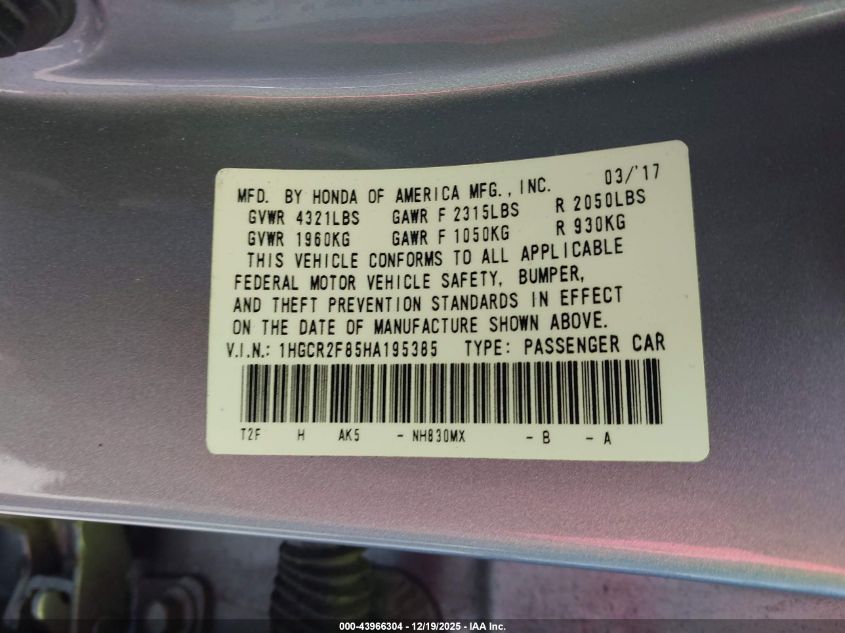 MFD. BY HONDA OF AMERICA MFG., INC. 03/'17
GVWR 4321LBS GAWR F 2315LBS R 2050LBS
GVWR 1960KG GAWR F 1050KG R 930KG
THIS VEHICLE CONFORMS TO ALL APPLICABLE
FEDERAL MOTOR VEHICLE SAFETY, BUMPER,
AND THEFT PREVENTION STANDARDS IN EFFECT
ON THE DATE OF MANUFACTURE SHOWN ABOVE.
V.I.N.: 1HGCR2F85HA195385 TYPE: PASSENGER CAR
T2F H AK5 - NH830MX - B - A
000-43966304 - 12/19/2025 - IAA Inc.